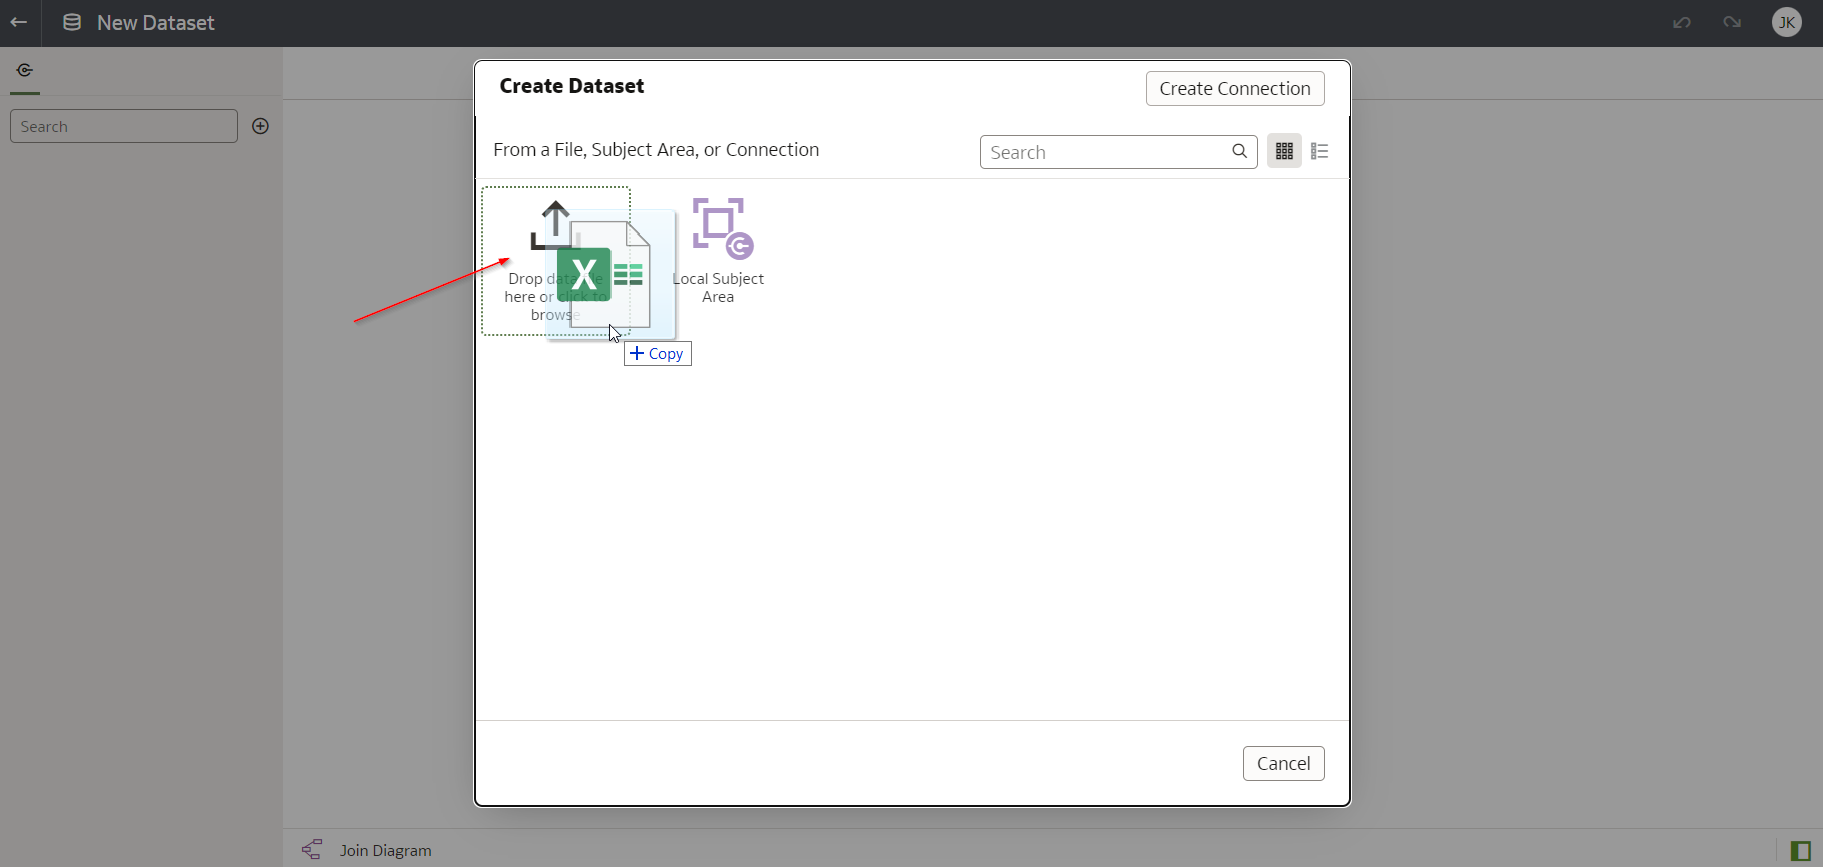 New Dataset
JK
Search
Create Dataset
Create Connection
From a File, Subject Area, or Connection
Search
Drop data file
here or click to
browse
X
Local Subject
Area
+ Copy
Cancel
Join Diagram